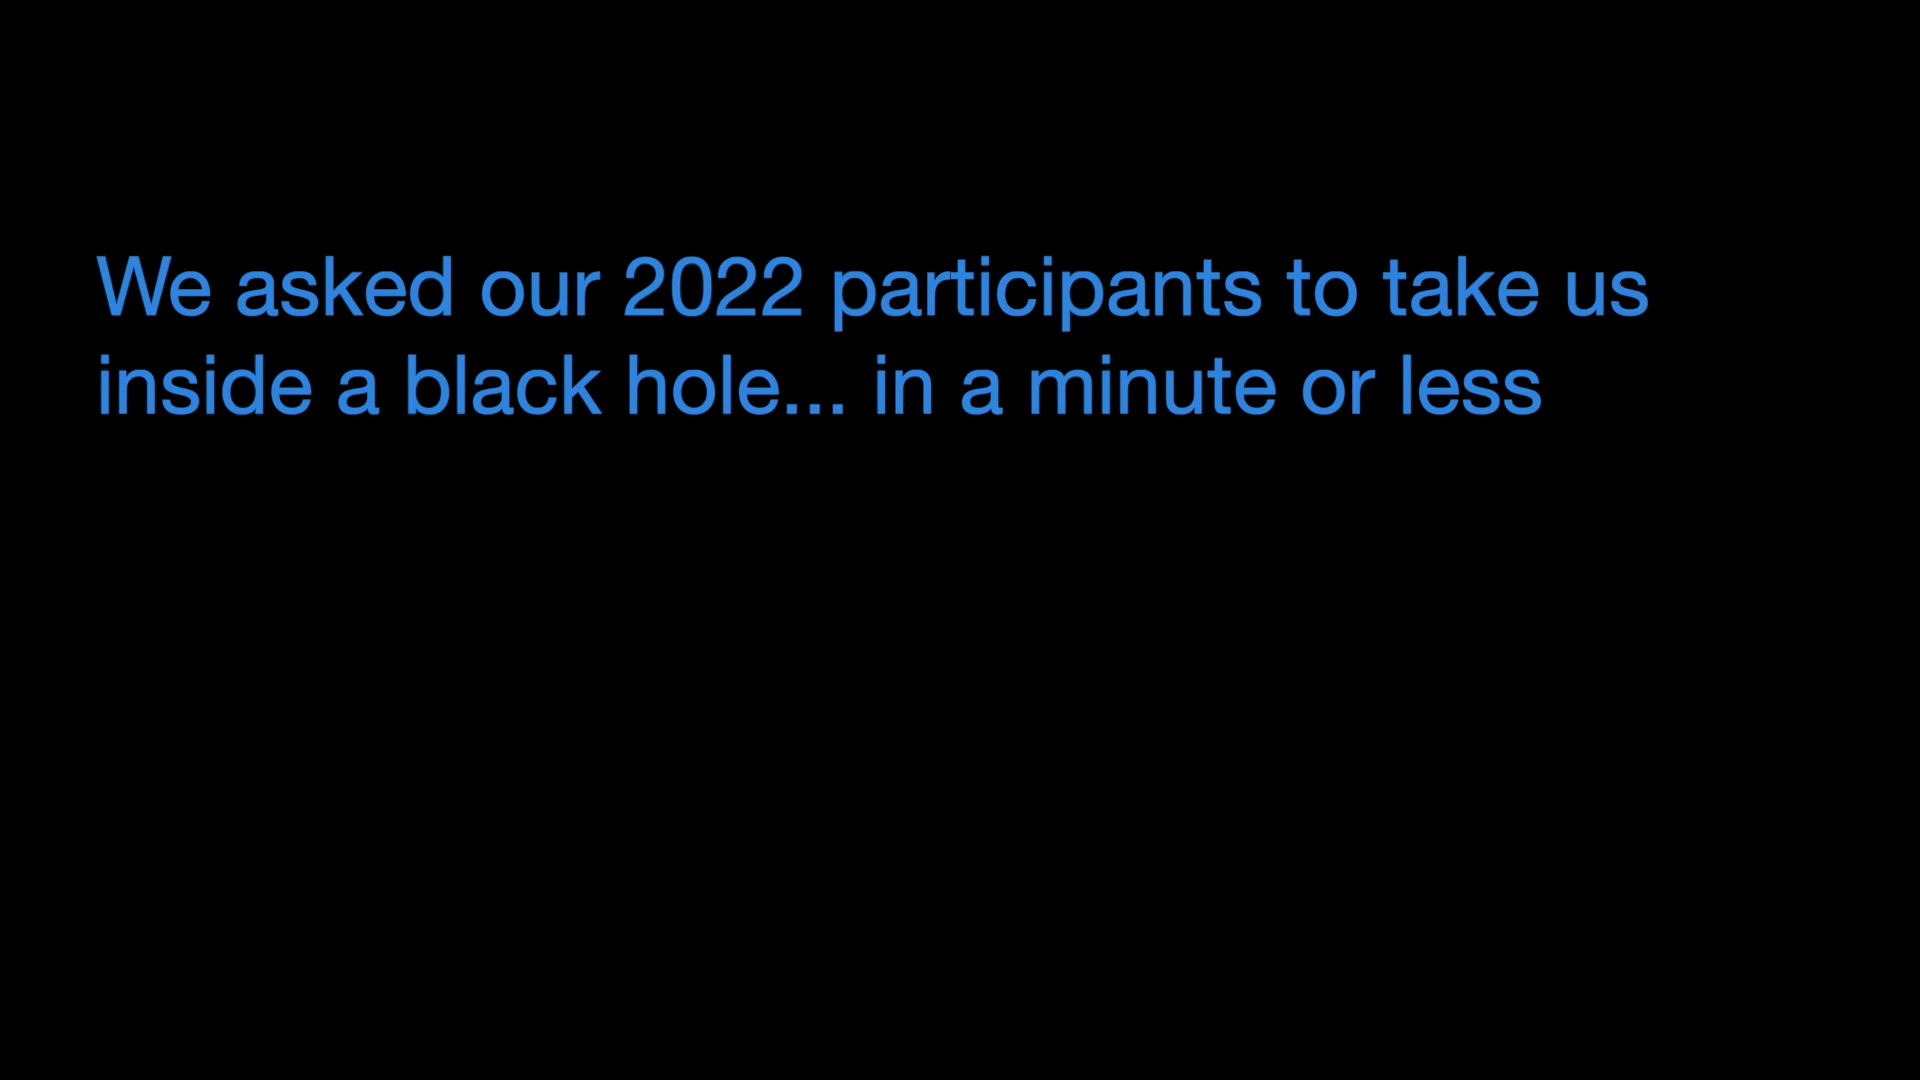 We asked our 2022 participants to take us
inside a black hole... in a minute or less